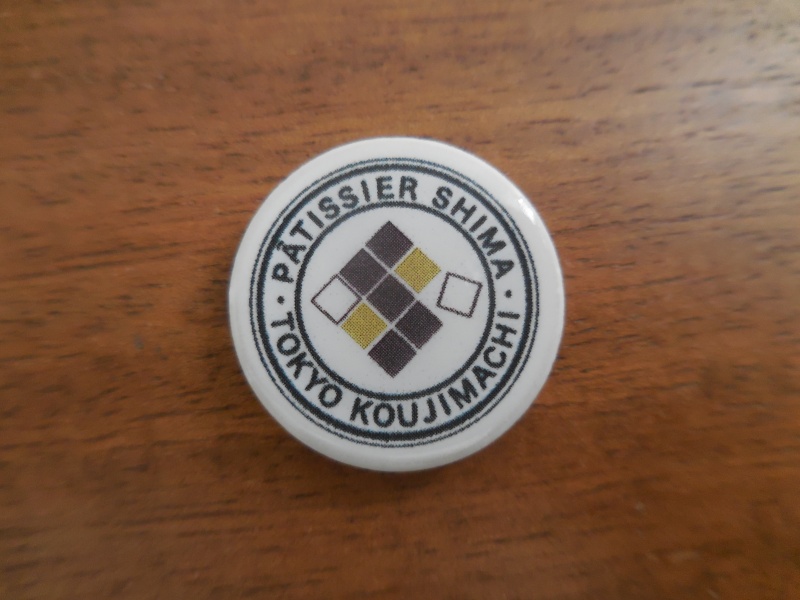 PÂTISSIER SHIMA
· TOKYO KOUJIMACHI ·